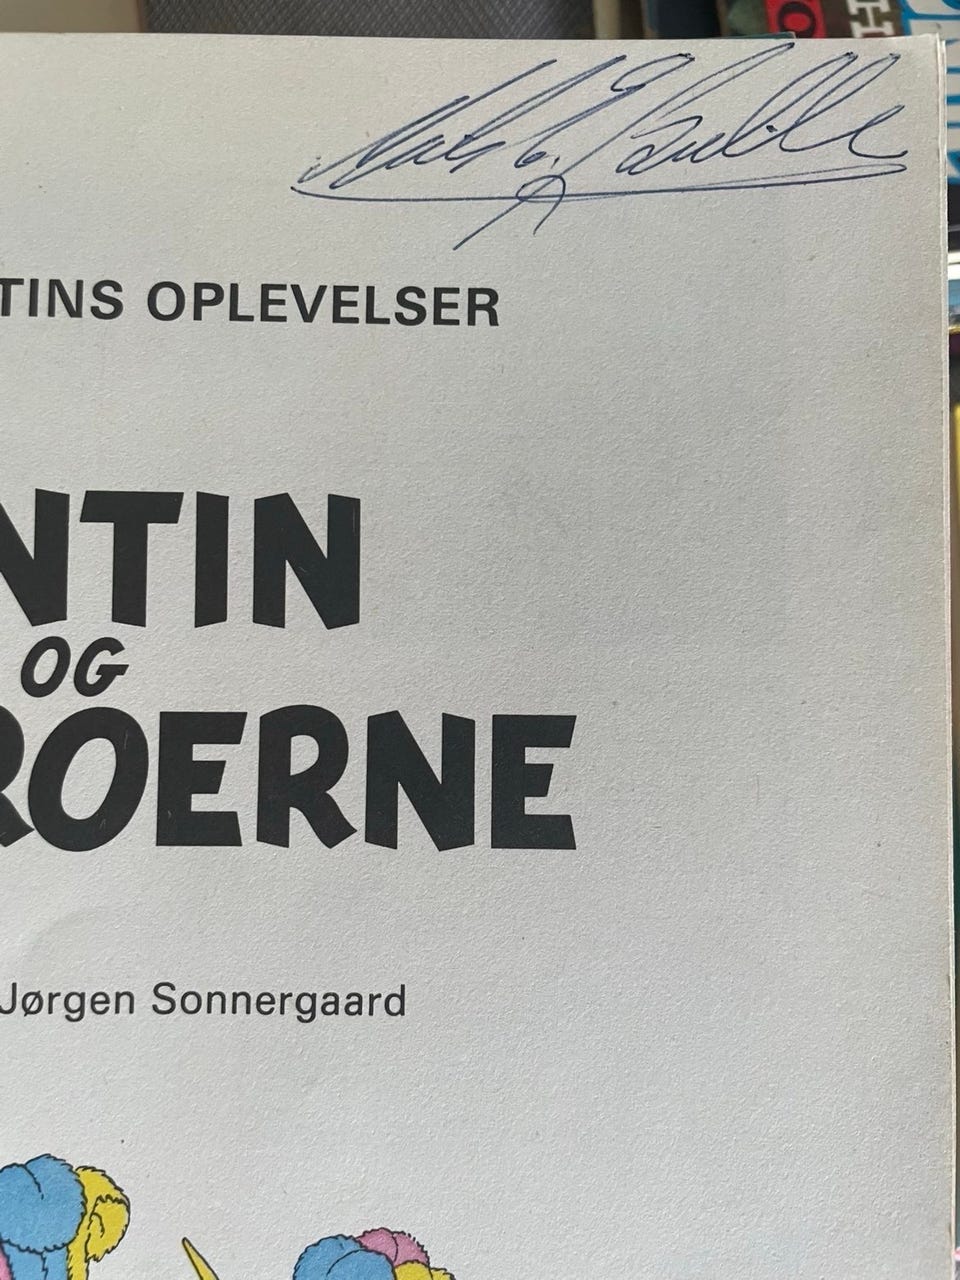 TINS OPLEVELSER
NTIN
OG
ROERNE
Jørgen Sonnergaard